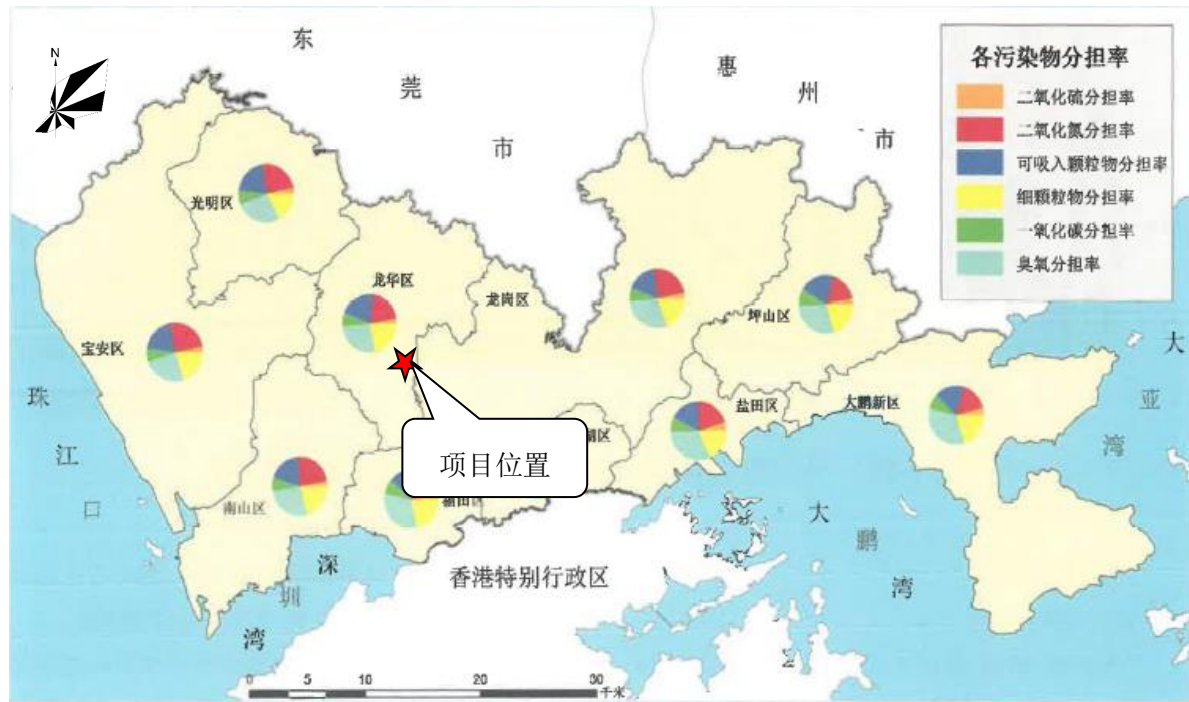 N
东
莞
市
惠
州
市
各污染物分担率
二氧化硫分担率
二氧化氮分担率
可吸入颗粒物分担率
细颗粒物分担率
一氧化碳分担率
臭氧分担率
光明区
龙华区
龙岗区
坪山区
宝安区
盐田区
大鹏新区
湖区
南山区
福田区
项目位置
珠
江
口
大
亚
湾
大
鹏
湾
深
圳
湾
香港特别行政区
0 5 10 20 30
千米